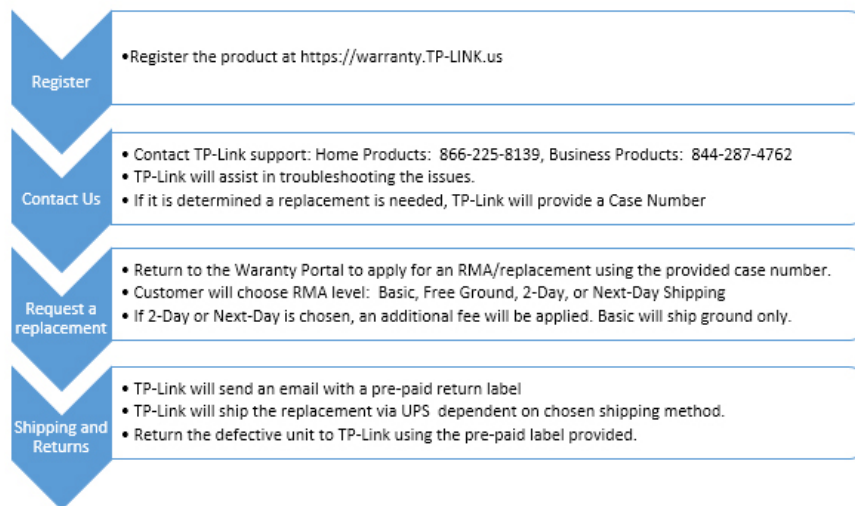 Register
•Register the product at https://warranty.TP-LINK.us
Contact Us
• Contact TP-Link support: Home Products: 866-225-8139, Business Products: 844-287-4762
• TP-Link will assist in troubleshooting the issues.
• If it is determined a replacement is needed, TP-Link will provide a Case Number
Request a
replacement
• Return to the Waranty Portal to apply for an RMA/replacement using the provided case number.
• Customer will choose RMA level: Basic, Free Ground, 2-Day, or Next-Day Shipping
• If 2-Day or Next-Day is chosen, an additional fee will be applied. Basic will ship ground only.
Shipping and
Returns
• TP-Link will send an email with a pre-paid return label
• TP-Link will ship the replacement via UPS dependent on chosen shipping method.
• Return the defective unit to TP-Link using the pre-paid label provided.